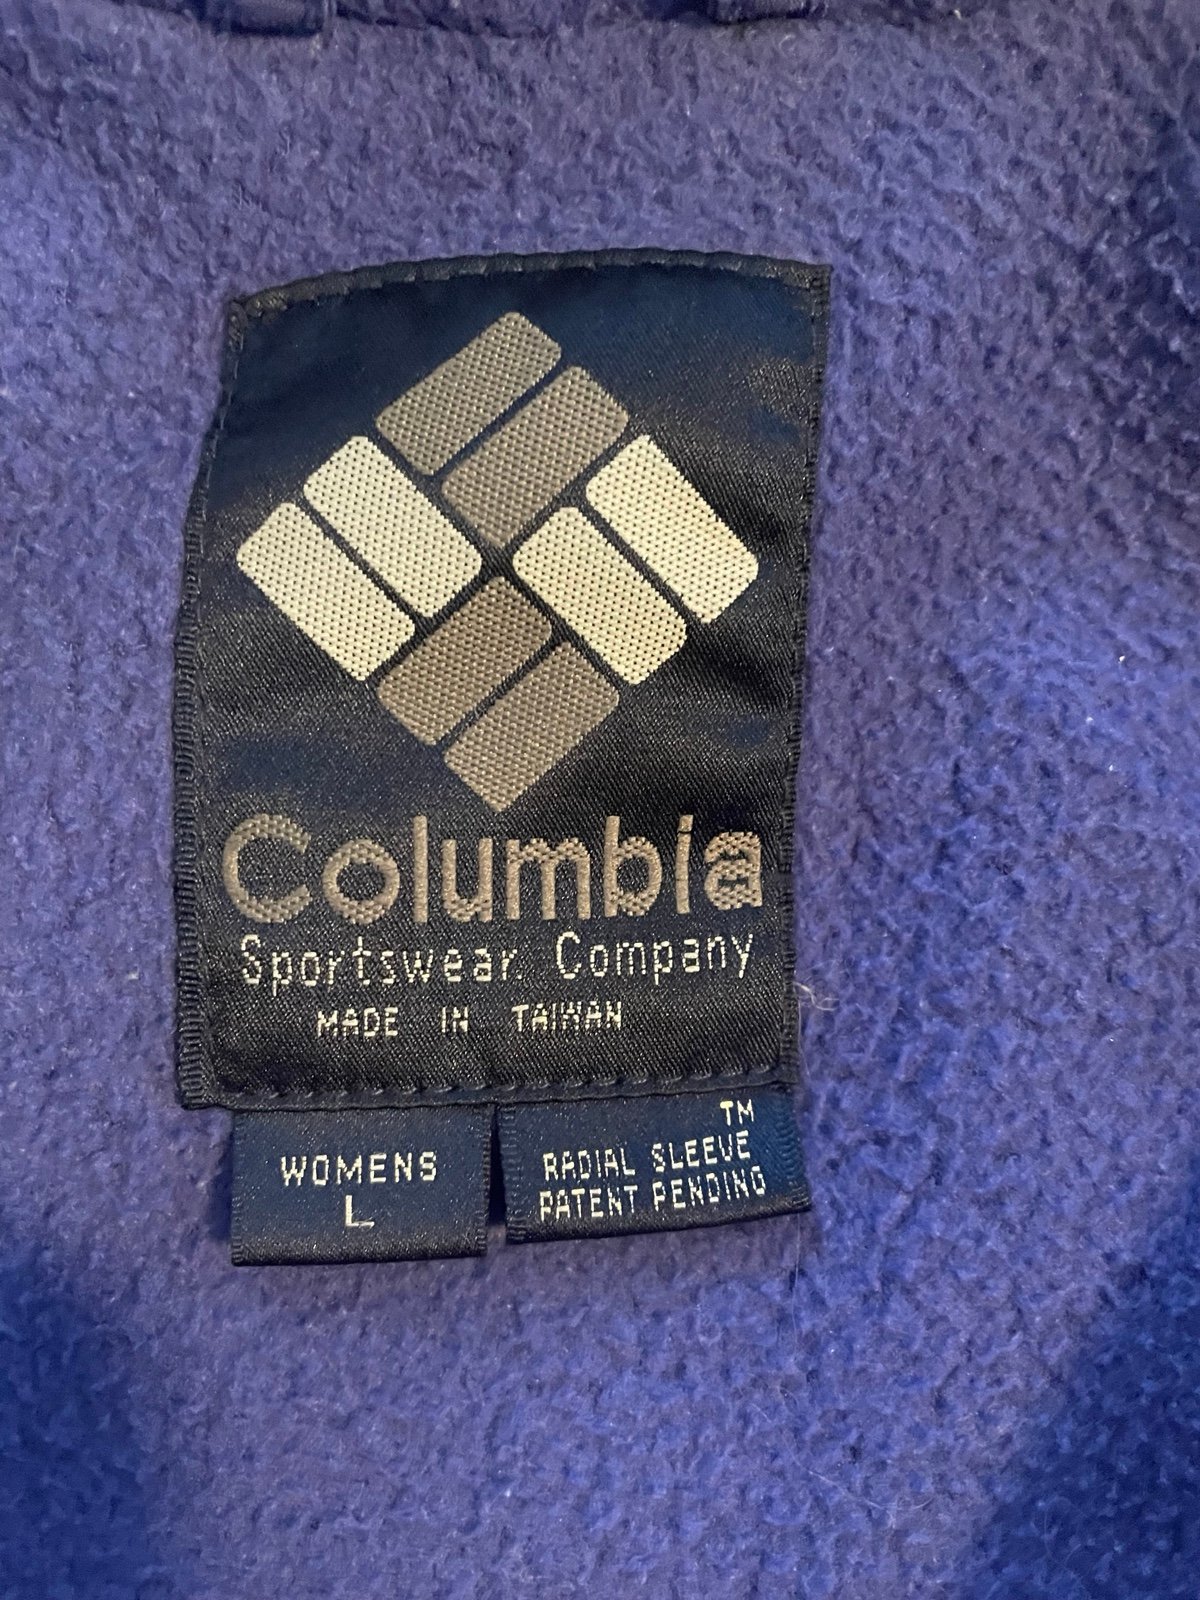 Columbia
Sportswear Company
MADE IN TAIWAN
WOMENS
L
TM
RADIAL SLEEVE
PATENT PENDING